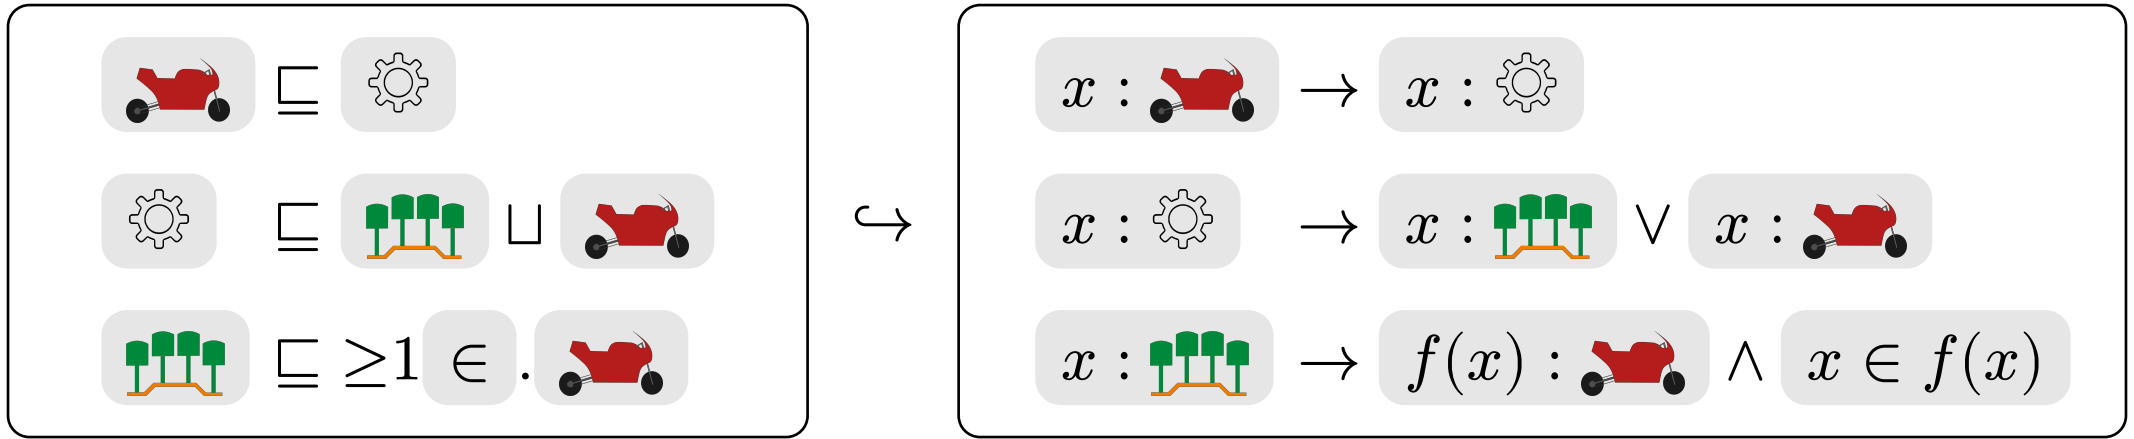 ⊑ x : → x :
⊑ ⊔ ↪ x : → x : ∨ x :
⊑ ≥1 ∈ . x : → f(x) : ∧ x ∈ f(x)